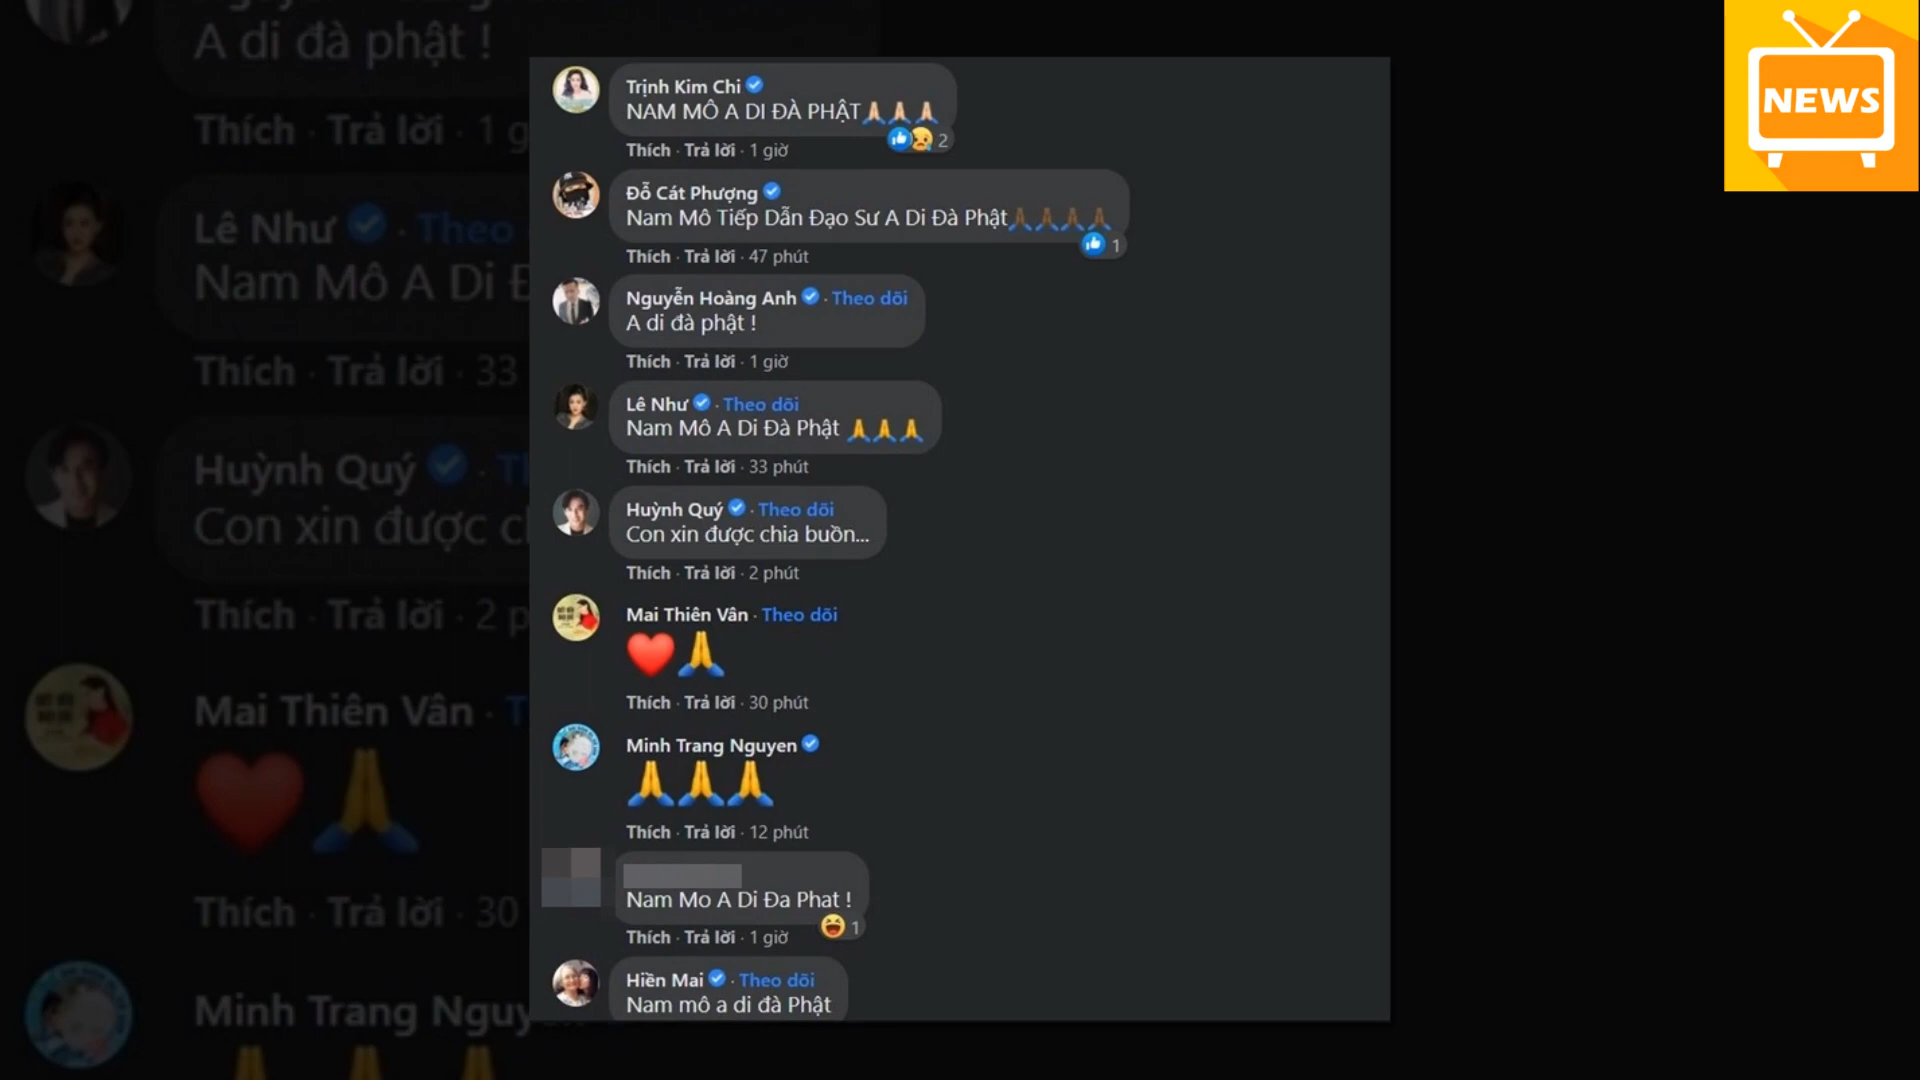 A di đà phật !
Thích · Trả lời · 1 g
Lê Như · Theo
Nam Mô A Di
Thích · Trả lời · 33
Huỳnh Quý ·
Con xin được
Thích · Trả lời · 2
Mai Thiên Vân ·
❤️🙏
Thích · Trả lời · 30
Minh Trang
🙏🙏🙏
Trịnh Kim Chi
NAM MÔ A DI ĐÀ PHẬT🙏🏻🙏🏻🙏🏻
2
Thích · Trả lời · 1 giờ
Đỗ Cát Phượng
Nam Mô Tiếp Dẫn Đạo Sư A Di Đà Phật🙏🏾🙏🏾🙏🏾🙏🏾
1
Thích · Trả lời · 47 phút
Nguyễn Hoàng Anh · Theo dõi
A di đà phật !
Thích · Trả lời · 1 giờ
Lê Như · Theo dõi
Nam Mô A Di Đà Phật 🙏🙏🙏
Thích · Trả lời · 33 phút
Huỳnh Quý · Theo dõi
Con xin được chia buồn...
Thích · Trả lời · 2 phút
Mai Thiên Vân · Theo dõi
❤️🙏
Thích · Trả lời · 30 phút
Minh Trang Nguyen
🙏🙏🙏
Thích · Trả lời · 12 phút
Nam Mo A Di Đa Phat !
1
Thích · Trả lời · 1 giờ
Hiền Mai · Theo dõi
Nam mô a di đà Phật
NEWS